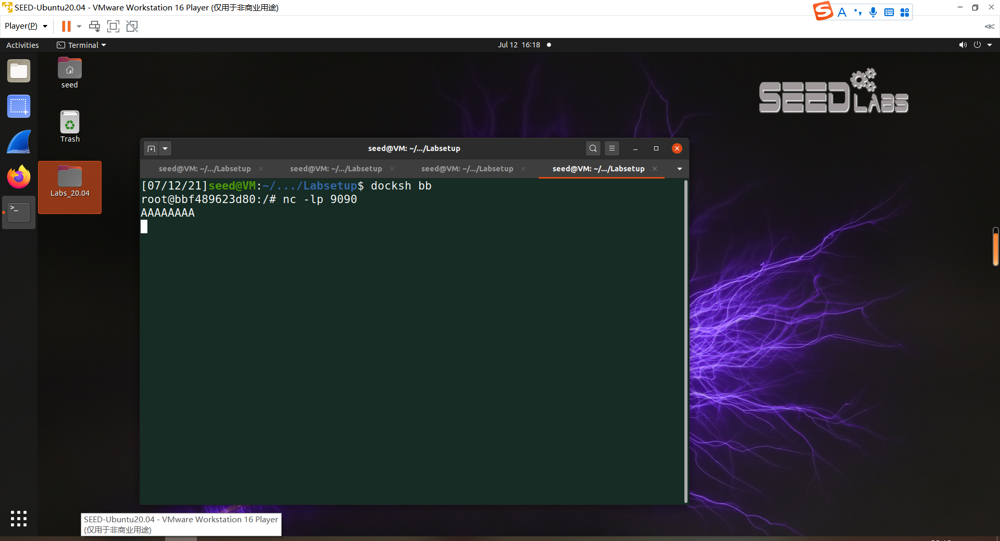 SEED-Ubuntu20.04 - VMware Workstation 16 Player (仅用于非商业用途)
Player(P)
Activities
Terminal
Jul 12 16:18
seed
Trash
Labs_20.04
SEED LABS
seed@VM: ~/.../Labsetup
seed@VM: ~/.../Labsetup
seed@VM: ~/.../Labsetup
seed@VM: ~/.../Labsetup
seed@VM: ~/.../Labsetup
[07/12/21]seed@VM:~/.../Labsetup$ docksh bb
root@bbf489623d80:/# nc -lp 9090
AAAAAAAA
SEED-Ubuntu20.04 - VMware Workstation 16 Player
(仅用于非商业用途)